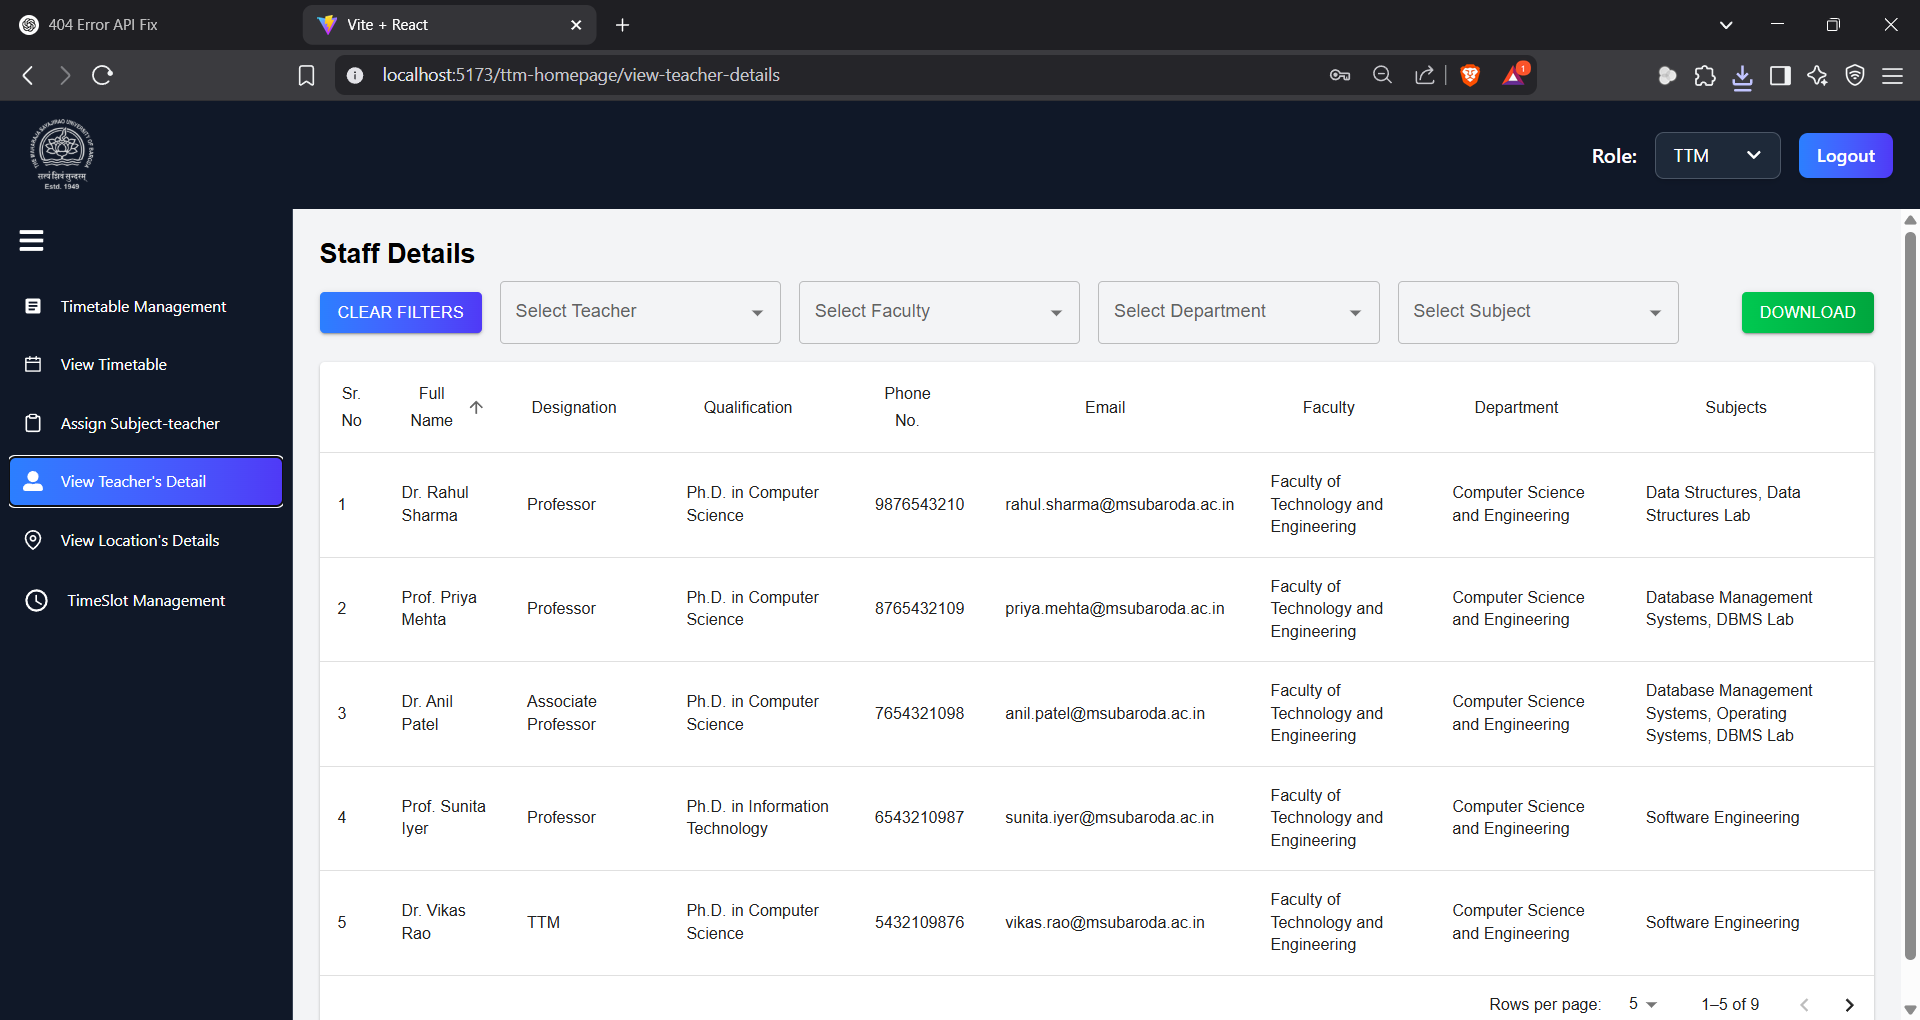 404 Error API Fix
Vite + React
localhost:5173/ttm-homepage/view-teacher-details
1
THE MAHARAJA SAYAJIRAO UNIVERSITY OF BARODA
सत्यं शिवं सुन्दरम्
Estd. 1949
Role:
TTM
Logout
Timetable Management
View Timetable
Assign Subject-teacher
View Teacher's Detail
View Location's Details
TimeSlot Management
Staff Details
CLEAR FILTERS
Select Teacher
Select Faculty
Select Department
Select Subject
DOWNLOAD
Sr.
No
Full
Name
Designation
Qualification
Phone
No.
Email
Faculty
Department
Subjects
1
Dr. Rahul
Sharma
Professor
Ph.D. in Computer
Science
9876543210
rahul.sharma@msubaroda.ac.in
Faculty of
Technology and
Engineering
Computer Science
and Engineering
Data Structures, Data
Structures Lab
2
Prof. Priya
Mehta
Professor
Ph.D. in Computer
Science
8765432109
priya.mehta@msubaroda.ac.in
Faculty of
Technology and
Engineering
Computer Science
and Engineering
Database Management
Systems, DBMS Lab
3
Dr. Anil
Patel
Associate
Professor
Ph.D. in Computer
Science
7654321098
anil.patel@msubaroda.ac.in
Faculty of
Technology and
Engineering
Computer Science
and Engineering
Database Management
Systems, Operating
Systems, DBMS Lab
4
Prof. Sunita
Iyer
Professor
Ph.D. in Information
Technology
6543210987
sunita.iyer@msubaroda.ac.in
Faculty of
Technology and
Engineering
Computer Science
and Engineering
Software Engineering
5
Dr. Vikas
Rao
TTM
Ph.D. in Computer
Science
5432109876
vikas.rao@msubaroda.ac.in
Faculty of
Technology and
Engineering
Computer Science
and Engineering
Software Engineering
Rows per page:
5
1–5 of 9